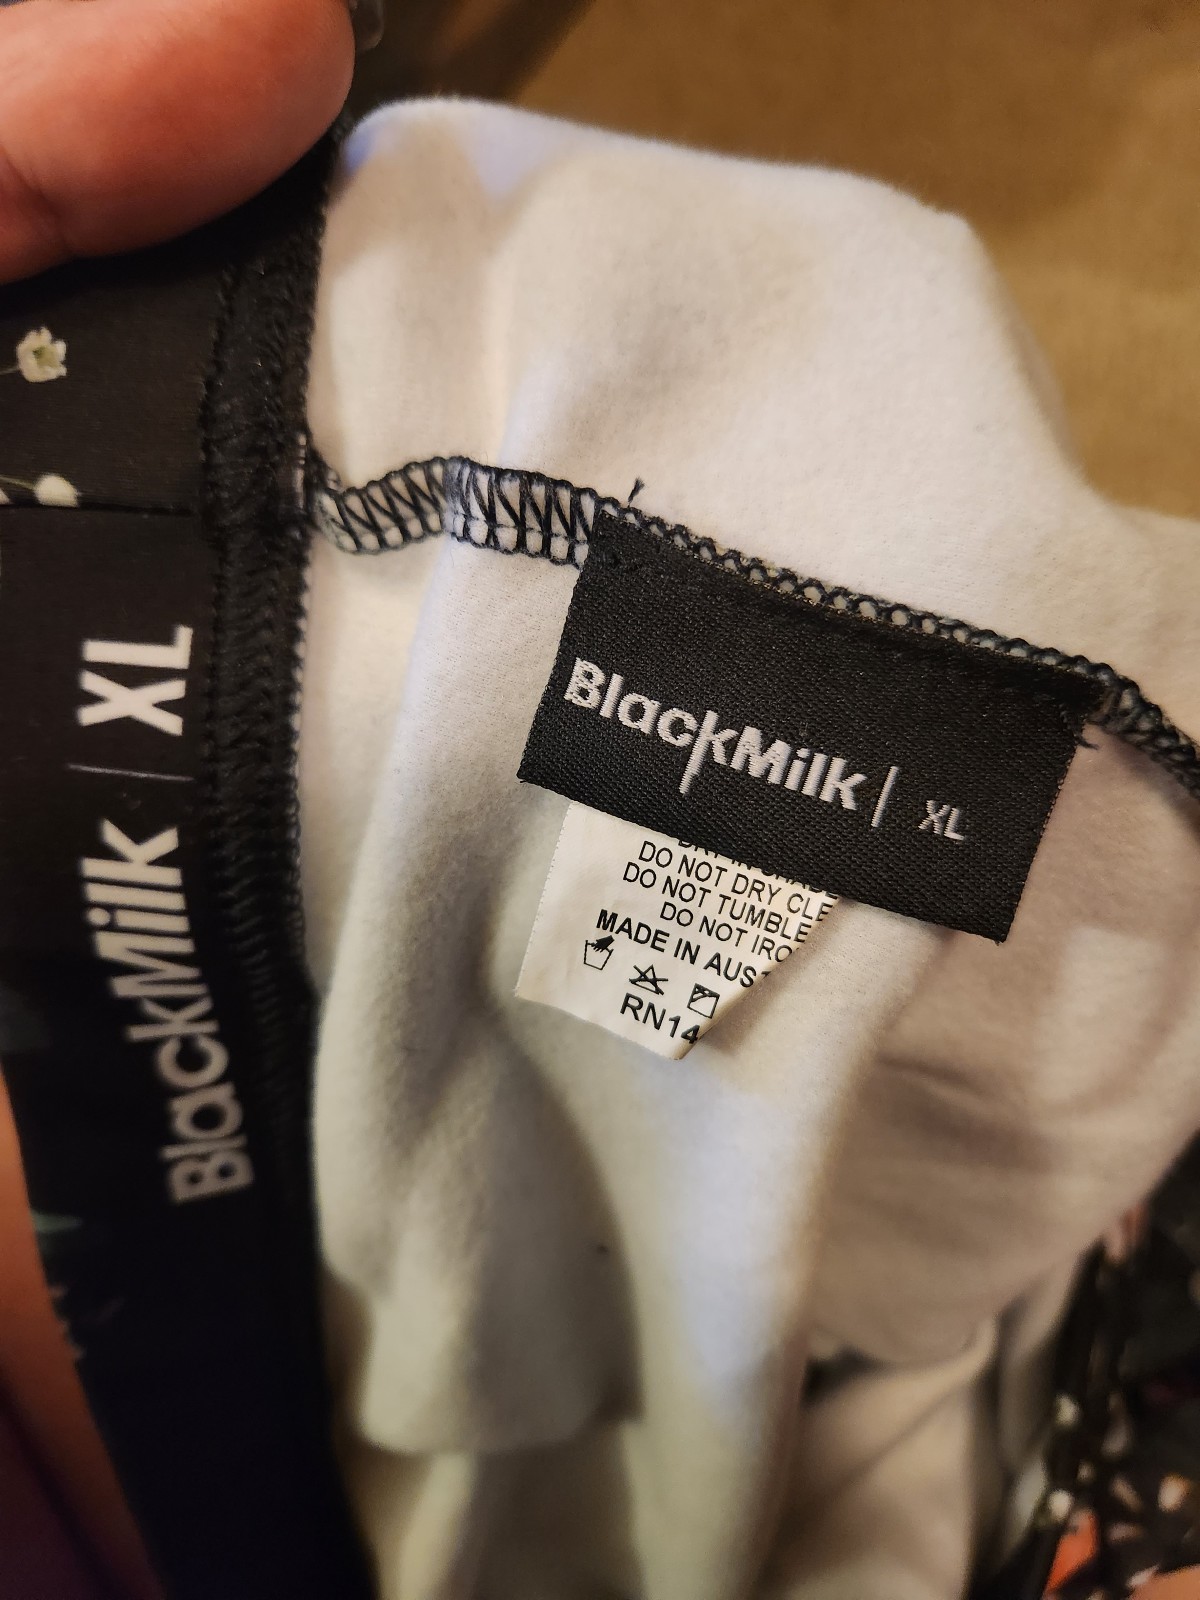 BlackMilk | XL
BlackMilk | XL
DO NOT DRY CLE
DO NOT TUMBLE
DO NOT IRO
MADE IN AUS
RN14